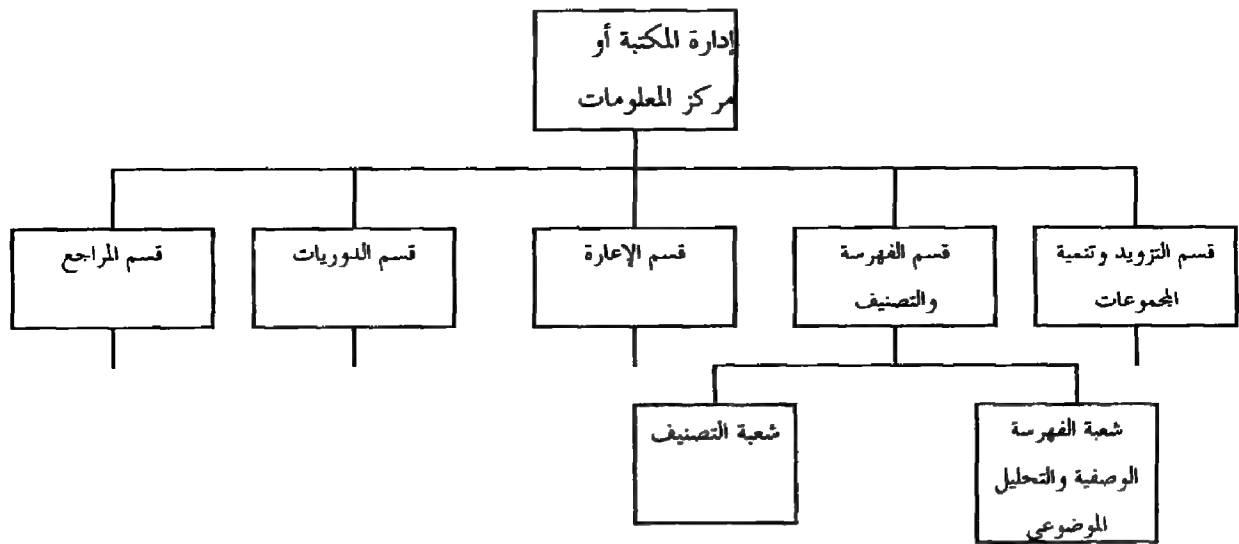 إدارة المكتبة أو
مركز المعلومات
قسم التزويد وتنمية
المجموعات
قسم الفهرسة
والتصنيف
قسم الإعارة
قسم الدوريات
قسم المراجع
شعبة الفهرسة
الوصفية والتحليل
الموضوعي
شعبة التصنيف